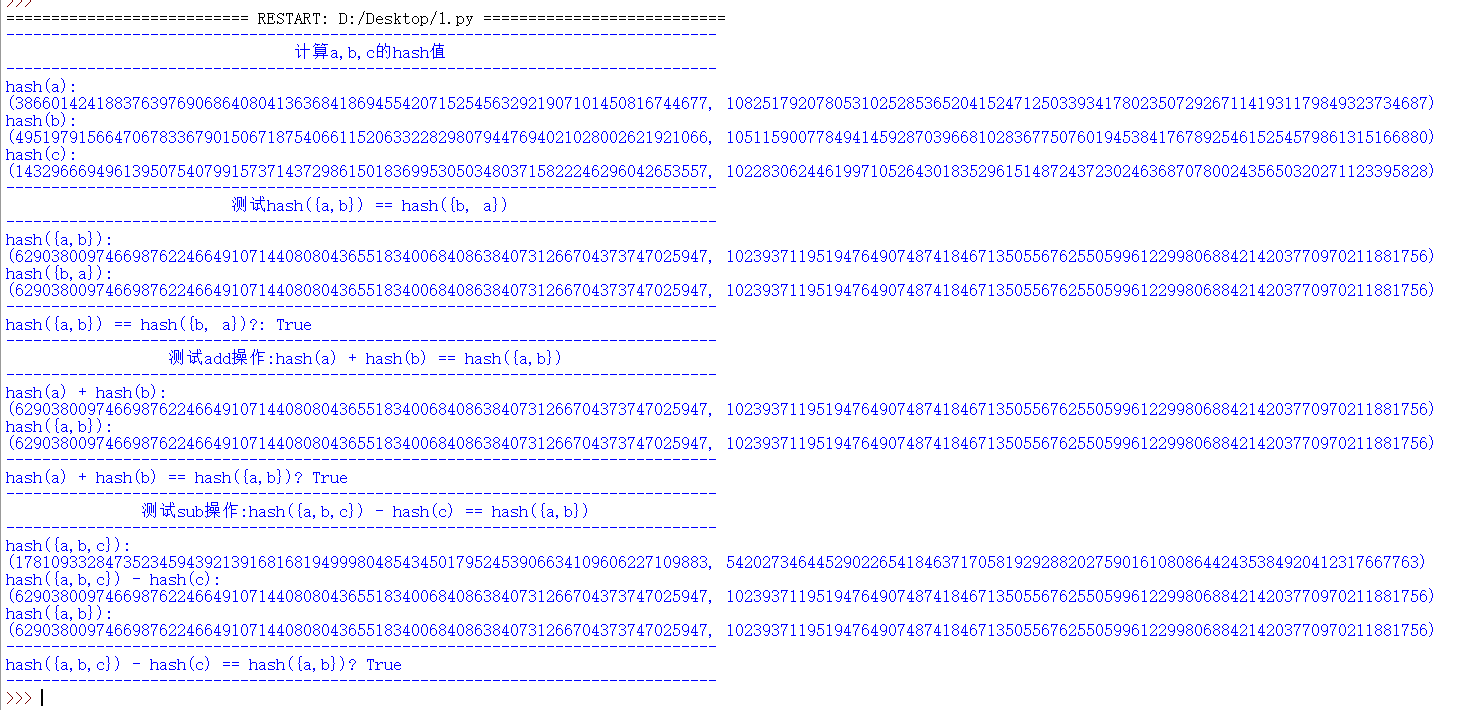 >>>
=========================== RESTART: D:/Desktop/1.py ===========================
-------------------------------------------------------------------------------
计算a,b,c的hash值
-------------------------------------------------------------------------------
hash(a):
(38660142418837639769068640804136368418694554207152545632921907101450816744677, 108251792078053102528536520415247125033934178023507292671141931179849323734687)
hash(b):
(49519791566470678336790150671875406611520633228298079447694021028002621921066, 105115900778494145928703966810283677507601945384176789254615254579861315166880)
hash(c):
(14329666949613950754079915737143729861501836995305034803715822246296042653557, 102283062446199710526430183529615148724372302463687078002435650320271123395828)
-------------------------------------------------------------------------------
测试hash({a,b}) == hash({b, a})
-------------------------------------------------------------------------------
hash({a,b}):
(62903800974669876224664910714408080436551834006840863840731266704373747025947, 102393711951947649074874184671350556762550599612299806884214203770970211881756)
hash({b,a}):
(62903800974669876224664910714408080436551834006840863840731266704373747025947, 102393711951947649074874184671350556762550599612299806884214203770970211881756)
-------------------------------------------------------------------------------
hash({a,b}) == hash({b, a})?: True
-------------------------------------------------------------------------------
测试add操作:hash(a) + hash(b) == hash({a,b})
-------------------------------------------------------------------------------
hash(a) + hash(b):
(62903800974669876224664910714408080436551834006840863840731266704373747025947, 102393711951947649074874184671350556762550599612299806884214203770970211881756)
hash({a,b}):
(62903800974669876224664910714408080436551834006840863840731266704373747025947, 102393711951947649074874184671350556762550599612299806884214203770970211881756)
-------------------------------------------------------------------------------
hash(a) + hash(b) == hash({a,b})? True
-------------------------------------------------------------------------------
测试sub操作:hash({a,b,c}) - hash(c) == hash({a,b})
-------------------------------------------------------------------------------
hash({a,b,c}):
(17810933284735234594392139168168194999804854345017952453906634109606227109883, 54202734644529022654184637170581929288202759016108086442435384920412317667763)
hash({a,b,c}) - hash(c):
(62903800974669876224664910714408080436551834006840863840731266704373747025947, 102393711951947649074874184671350556762550599612299806884214203770970211881756)
hash({a,b}):
(62903800974669876224664910714408080436551834006840863840731266704373747025947, 102393711951947649074874184671350556762550599612299806884214203770970211881756)
-------------------------------------------------------------------------------
hash({a,b,c}) - hash(c) == hash({a,b})? True
-------------------------------------------------------------------------------
>>>